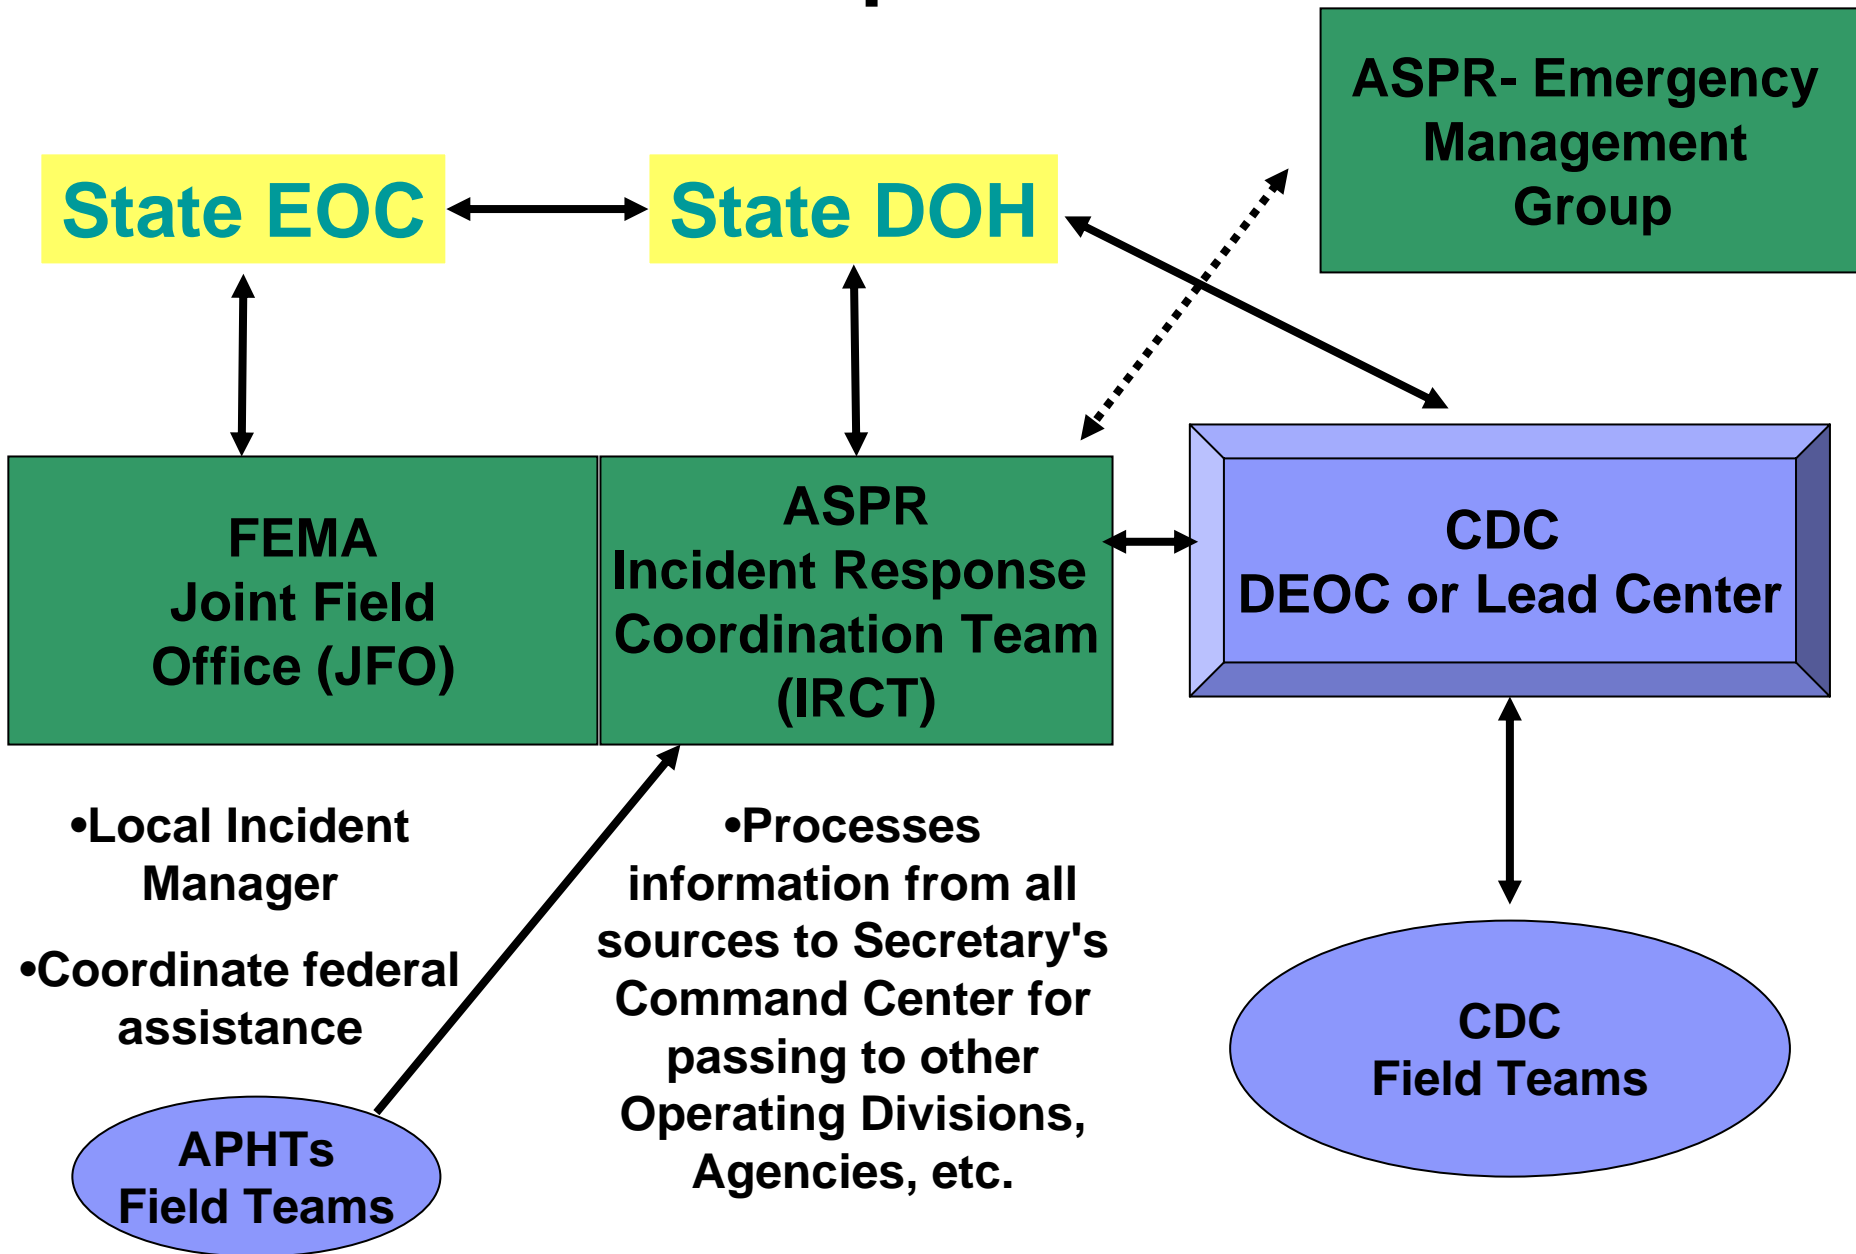 ASPR- Emergency
Management
Group
State EOC
State DOH
FEMA
Joint Field
Office (JFO)
ASPR
Incident Response
Coordination Team
(IRCT)
CDC
DEOC or Lead Center
•Local Incident
Manager
•Coordinate federal
assistance
•Processes
information from all
sources to Secretary's
Command Center for
passing to other
Operating Divisions,
Agencies, etc.
CDC
Field Teams
APHTs
Field Teams